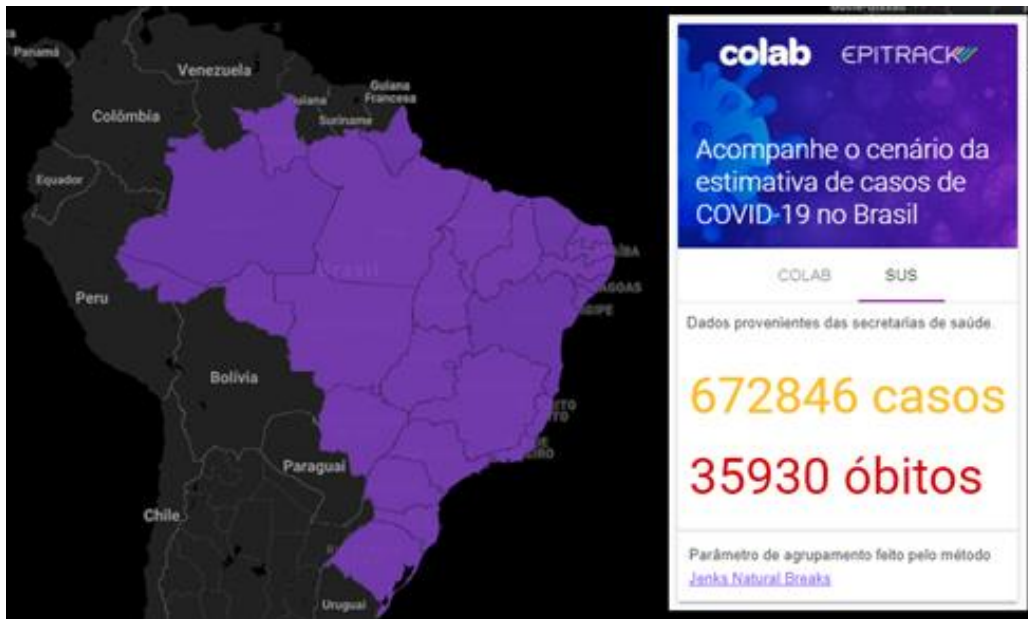 Panamá
Venezuela
Guiana
Francesa
Suriname
Colômbia
Equador
Brasil
Peru
Bolívia
Paraguai
Chile
Uruguai
colab EPITRACK
Acompanhe o cenário da
estimativa de casos de
COVID-19 no Brasil
COLAB SUS
Dados provenientes das secretarias de saúde.
672846 casos
35930 óbitos
Parâmetro de agrupamento feito pelo método
Jenks Natural Breaks